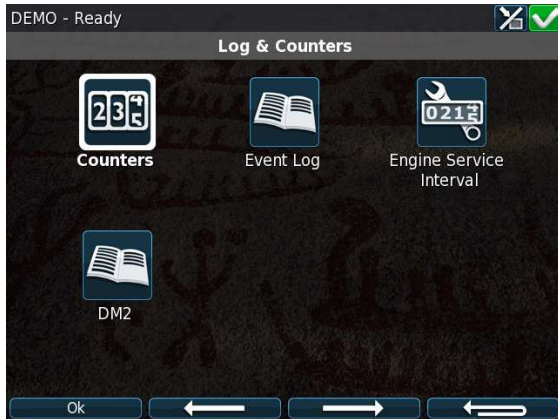 DEMO - Ready
Log & Counters
Counters
Event Log
Engine Service
Interval
DM2
Ok